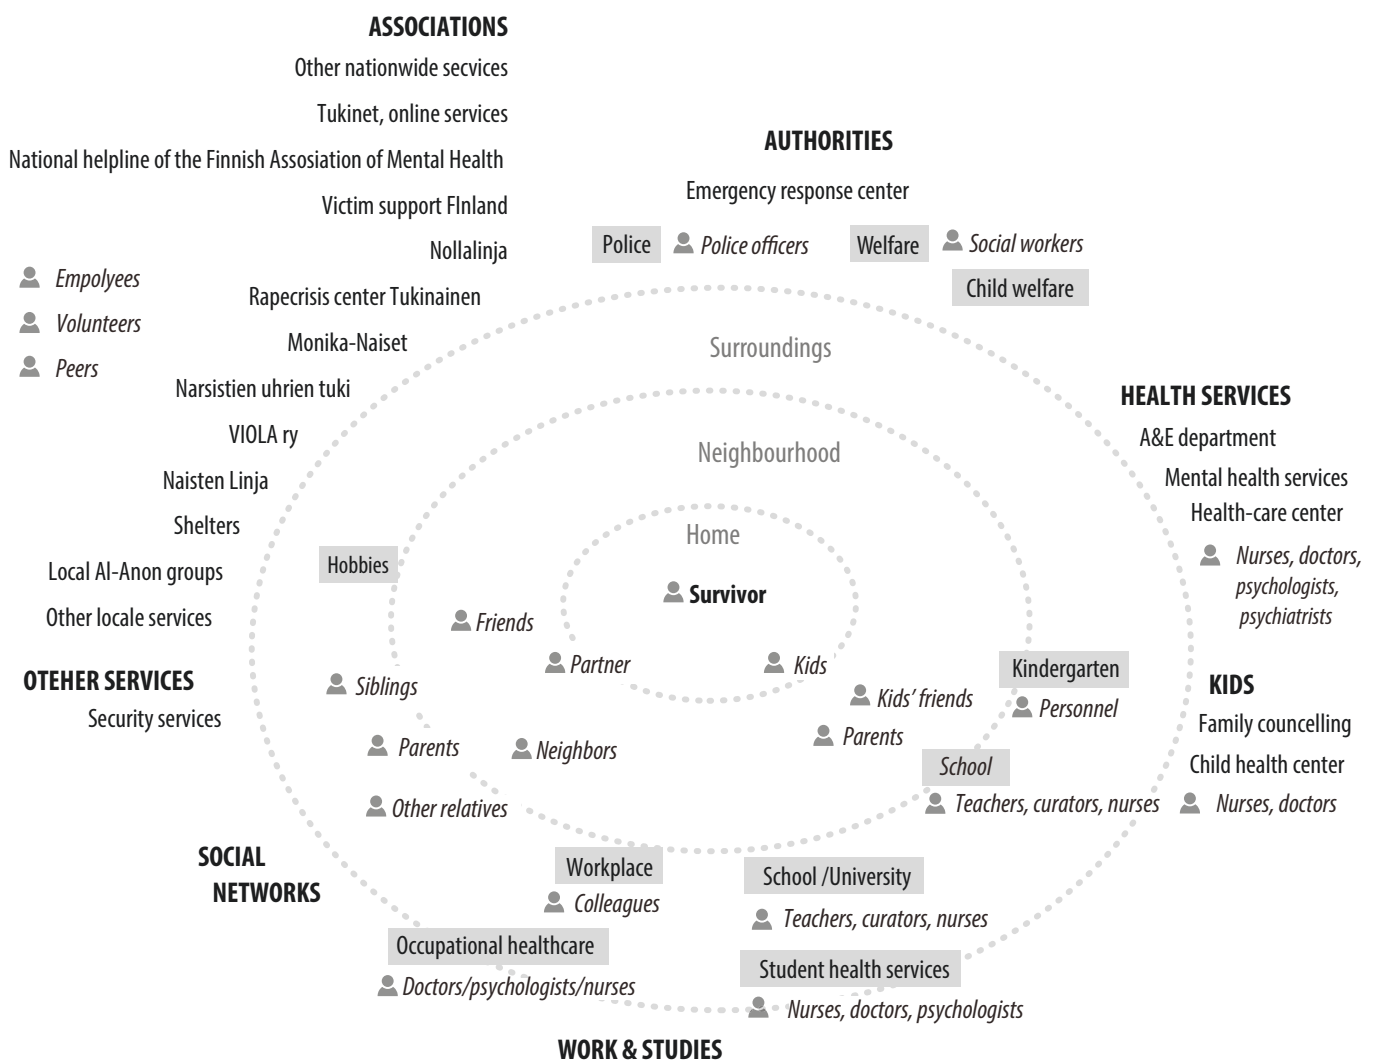 ASSOCIATIONS
Other nationwide secvices
Tukinet, online services
National helpline of the Finnish Assosiation of Mental Health
Victim support FInland
Nollalinja
Rapecrisis center Tukinainen
Monika-Naiset
Narsistien uhrien tuki
VIOLA ry
Naisten Linja
Shelters
Local Al-Anon groups
Other locale services
Empolyees
Volunteers
Peers
AUTHORITIES
Emergency response center
Police
Police officers
Welfare
Social workers
Child welfare
Surroundings
Neighbourhood
Home
Survivor
Hobbies
Friends
Partner
Kids
Siblings
Kids' friends
Parents
Neighbors
Parents
Other relatives
HEALTH SERVICES
A&E department
Mental health services
Health-care center
Nurses, doctors,
psychologists,
psychiatrists
Kindergarten
Personnel
School
Teachers, curators, nurses
KIDS
Family councelling
Child health center
Nurses, doctors
OTEHER SERVICES
Security services
SOCIAL
NETWORKS
Workplace
Colleagues
Occupational healthcare
Doctors/psychologists/nurses
School /University
Teachers, curators, nurses
Student health services
Nurses, doctors, psychologists
WORK & STUDIES